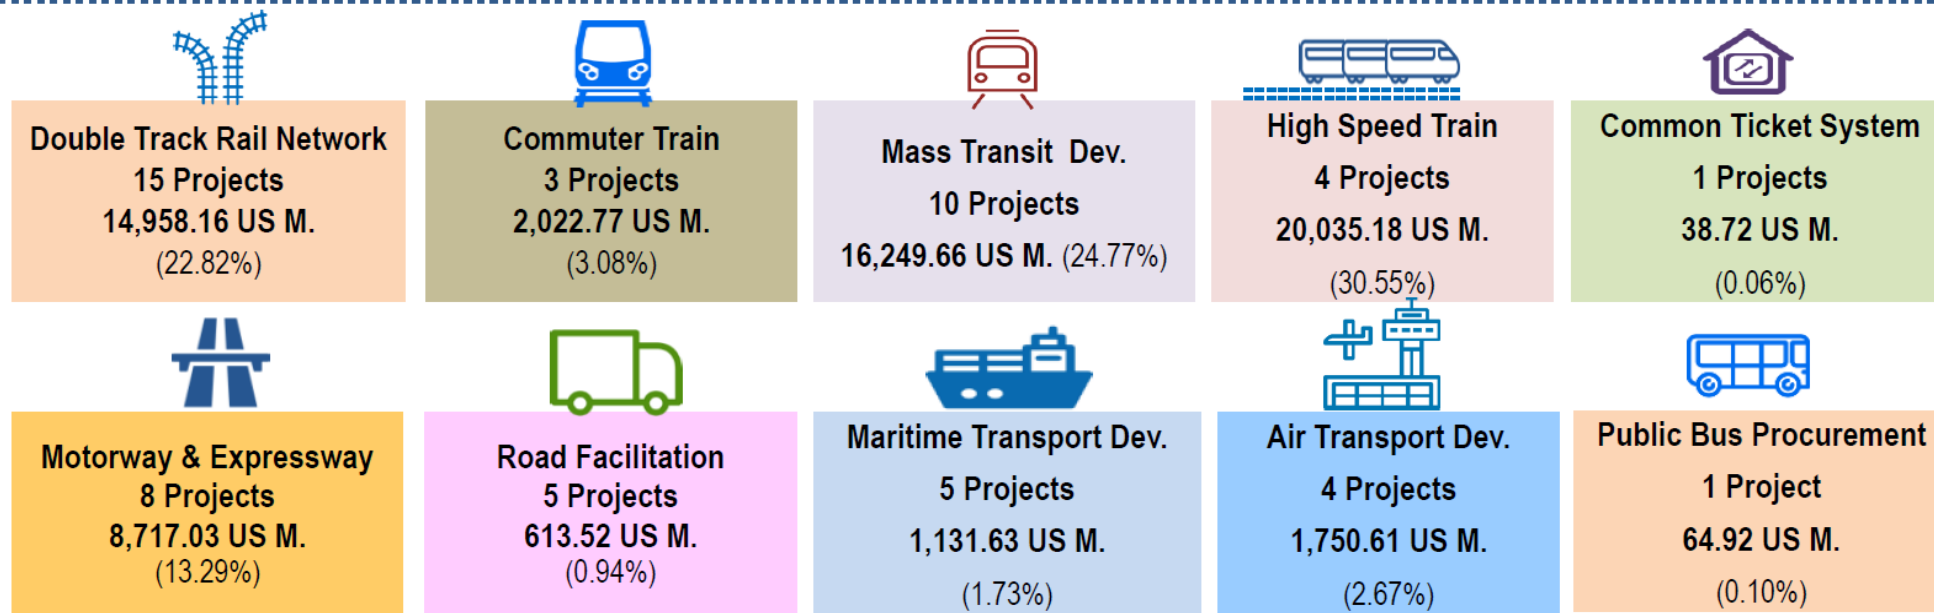 Double Track Rail Network
15 Projects
14,958.16 US M.
(22.82%)
Commuter Train
3 Projects
2,022.77 US M.
(3.08%)
Mass Transit Dev.
10 Projects
16,249.66 US M. (24.77%)
High Speed Train
4 Projects
20,035.18 US M.
(30.55%)
Common Ticket System
1 Projects
38.72 US M.
(0.06%)
Motorway & Expressway
8 Projects
8,717.03 US M.
(13.29%)
Road Facilitation
5 Projects
613.52 US M.
(0.94%)
Maritime Transport Dev.
5 Projects
1,131.63 US M.
(1.73%)
Air Transport Dev.
4 Projects
1,750.61 US M.
(2.67%)
Public Bus Procurement
1 Project
64.92 US M.
(0.10%)